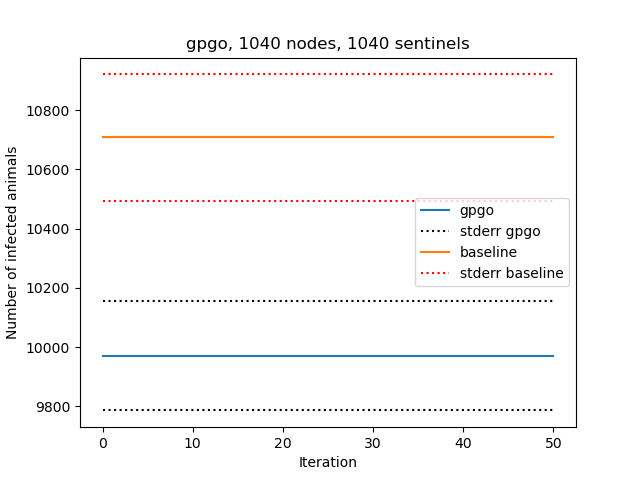 gpgo, 1040 nodes, 1040 sentinels
Number of infected animals
10800
10600
10400
10200
10000
9800
gpgo
stderr gpgo
baseline
stderr baseline
0 10 20 30 40 50
Iteration